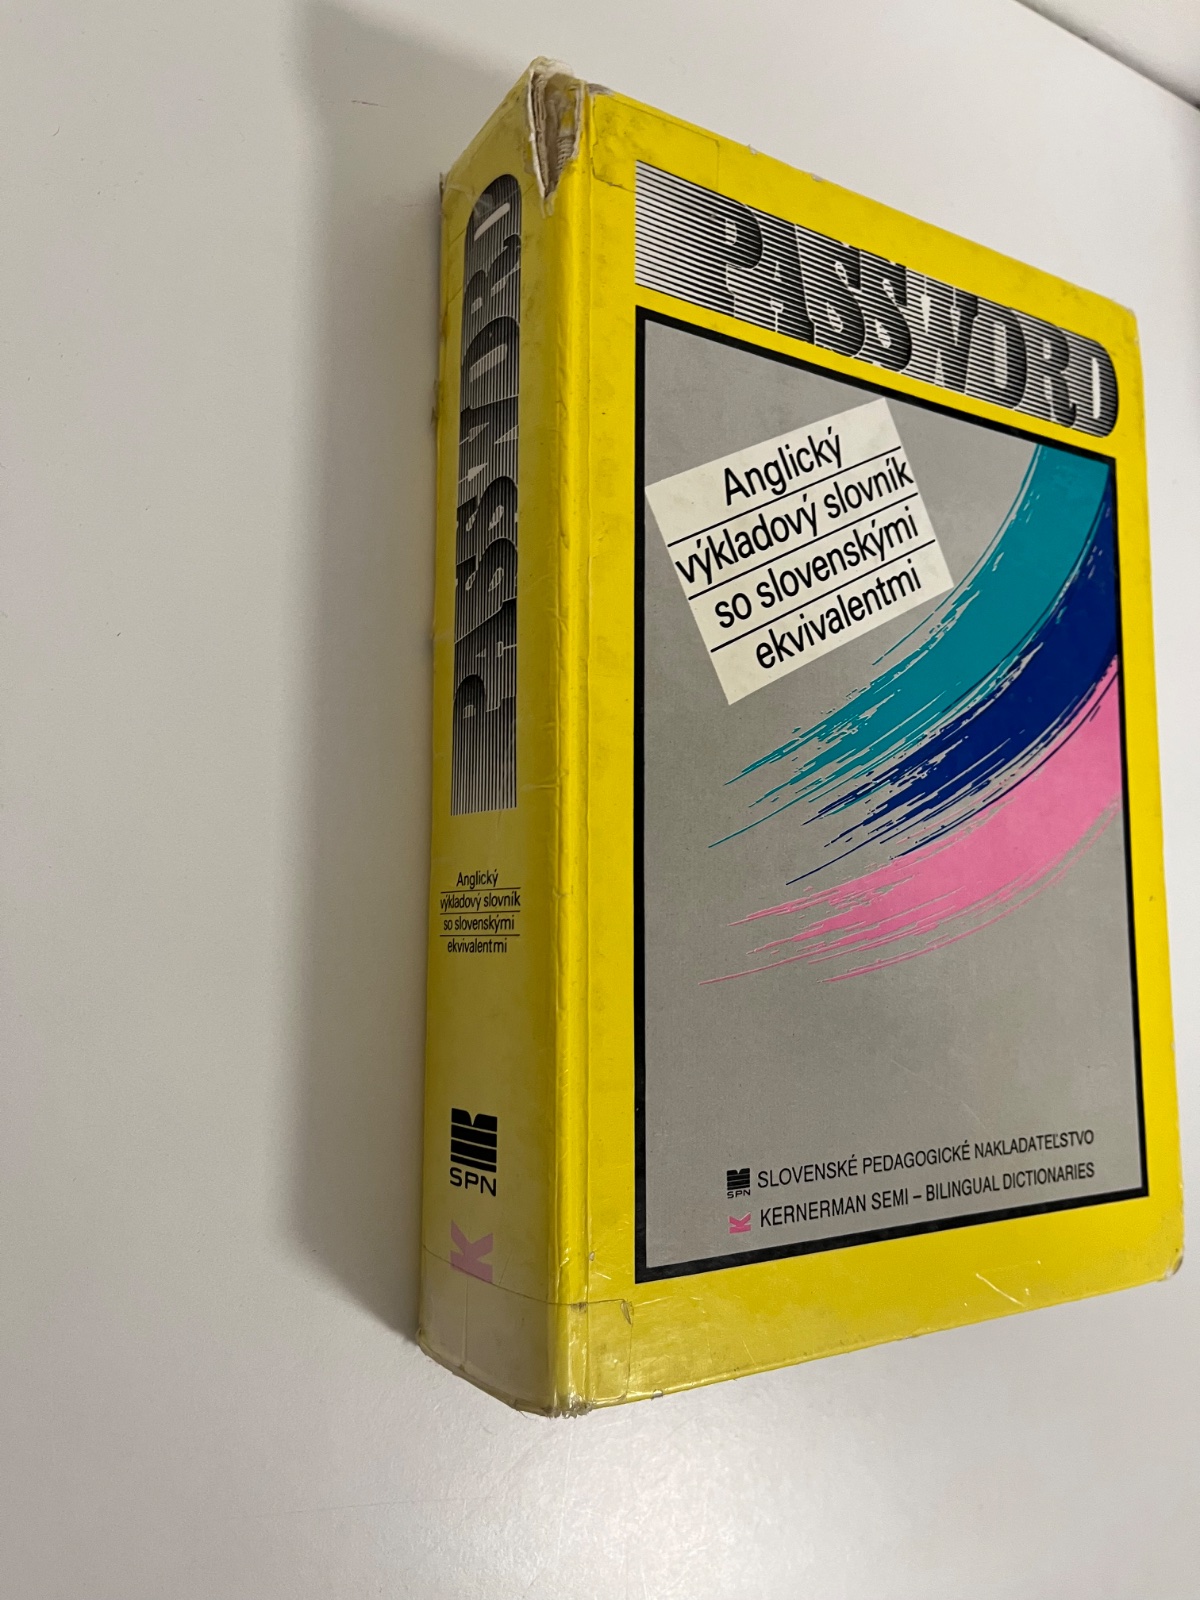 PASSWORD
Anglický
výkladový slovník
so slovenskými
ekvivalentmi
SPN
K
PASSWORD
Anglický
výkladový slovník
so slovenskými
ekvivalentmi
SPN SLOVENSKÉ PEDAGOGICKÉ NAKLADATEĽSTVO
K KERNERMAN SEMI – BILINGUAL DICTIONARIES